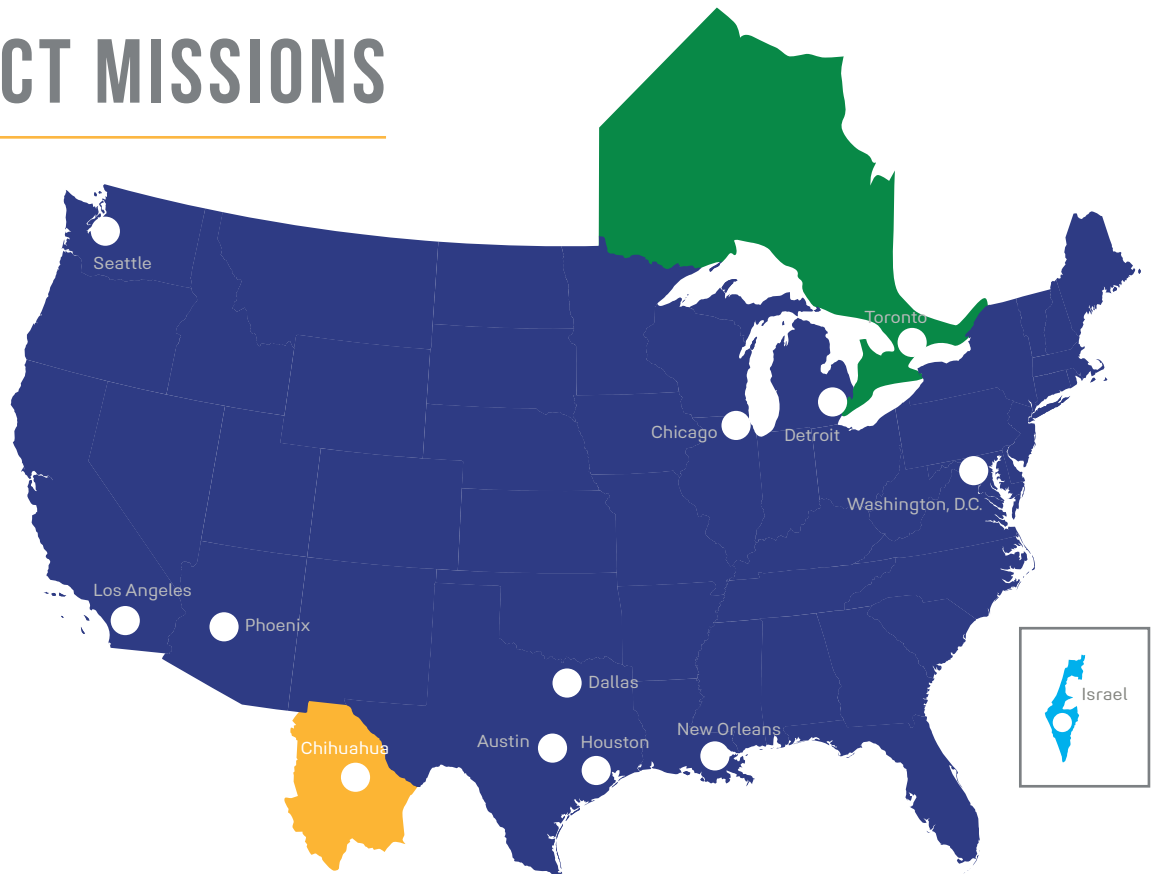 CT MISSIONS
Seattle
Toronto
Chicago
Detroit
Washington, D.C.
Los Angeles
Phoenix
Dallas
Israel
New Orleans
Austin
Houston
Chihuahua